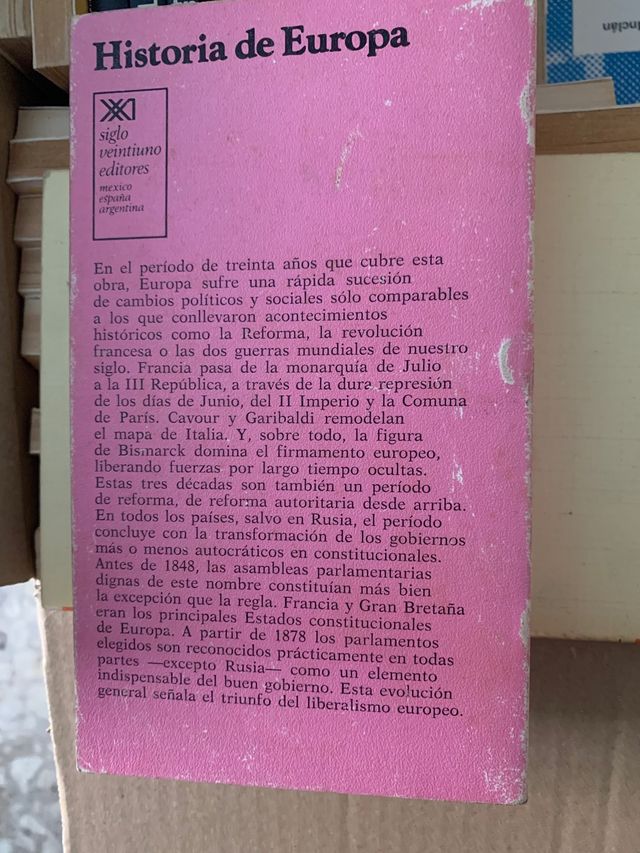 Historia de Europa
siglo
veintiuno
editores
mexico
españa
argentina
En el período de treinta años que cubre esta
obra, Europa sufre una rápida sucesión
de cambios políticos y sociales sólo comparables
a los que conllevaron acontecimientos
históricos como la Reforma, la revolución
francesa o las dos guerras mundiales de nuestro
siglo. Francia pasa de la monarquía de Julio
a la III República, a través de la dura represión
de los días de Junio, del II Imperio y la Comuna
de París. Cavour y Garibaldi remodelan
el mapa de Italia. Y, sobre todo, la figura
de Bismarck domina el firmamento europeo,
liberando fuerzas por largo tiempo ocultas.
Estas tres décadas son también un período
de reforma, de reforma autoritaria desde arriba.
En todos los países, salvo en Rusia, el período
concluye con la transformación de los gobiernos
más o menos autocráticos en constitucionales.
Antes de 1848, las asambleas parlamentarias
dignas de este nombre constituían más bien
la excepción que la regla. Francia y Gran Bretaña
eran los principales Estados constitucionales
de Europa. A partir de 1878 los parlamentos
elegidos son reconocidos prácticamente en todas
partes —excepto Rusia— como un elemento
indispensable del buen gobierno. Esta evolución
general señala el triunfo del liberalismo europeo.